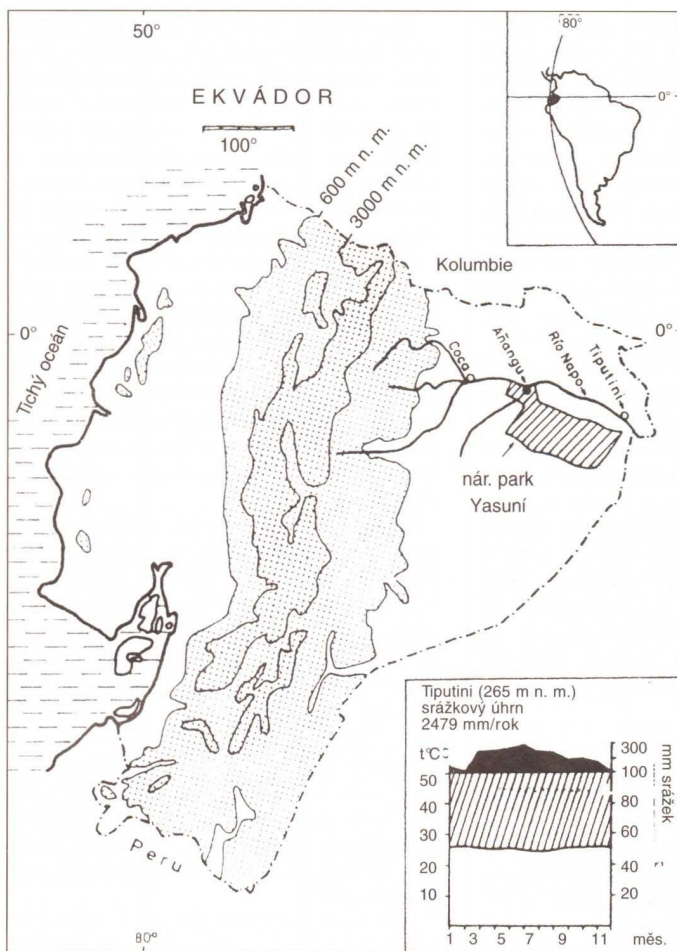 50°
80°
0°
EKVÁDOR
100°
600 m n. m.
3000 m n. m.
Kolumbie
0°
0°
Tichý oceán
Coca
Añangu
Río Napo
Tiputini
nár. park
Yasuní
Peru
80°
Tiputini (265 m n. m.)
srážkový úhrn
2479 mm/rok
t°C
50
40
30
20
10
300
100
80
60
40
20
mm srážek
1 3 5 7 9 11 měs.